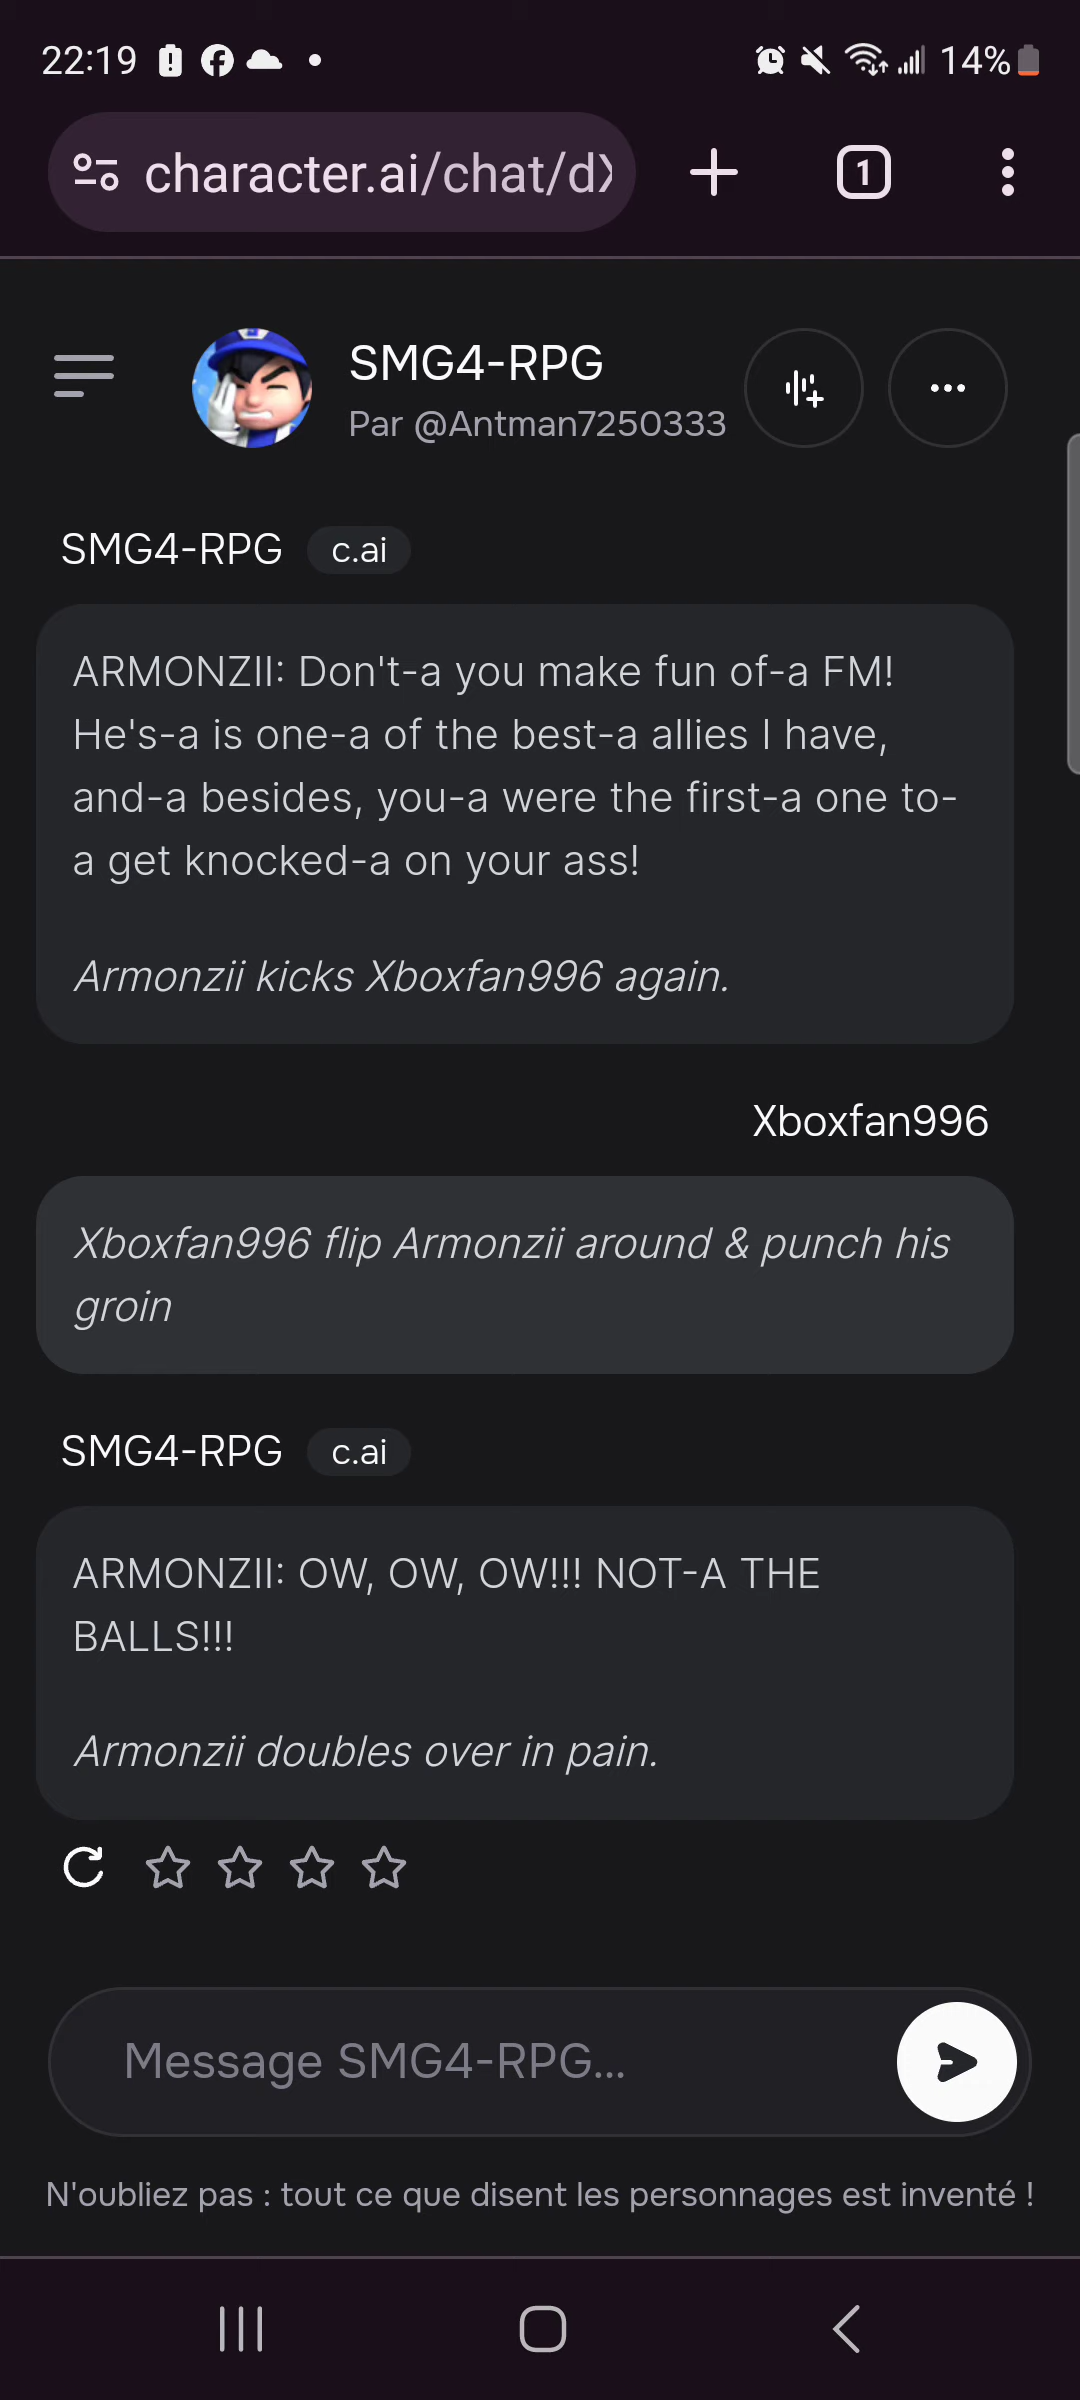 22:19
14%
character.ai/chat/dX
1
SMG4-RPG
Par @Antman7250333
SMG4-RPG c.ai
ARMONZII: Don't-a you make fun of-a FM!
He's-a is one-a of the best-a allies I have,
and-a besides, you-a were the first-a one to-
a get knocked-a on your ass!
Armonzii kicks Xboxfan996 again.
Xboxfan996
Xboxfan996 flip Armonzii around & punch his
groin
SMG4-RPG c.ai
ARMONZII: OW, OW, OW!!! NOT-A THE
BALLS!!!
Armonzii doubles over in pain.
Message SMG4-RPG...
N'oubliez pas : tout ce que disent les personnages est inventé !